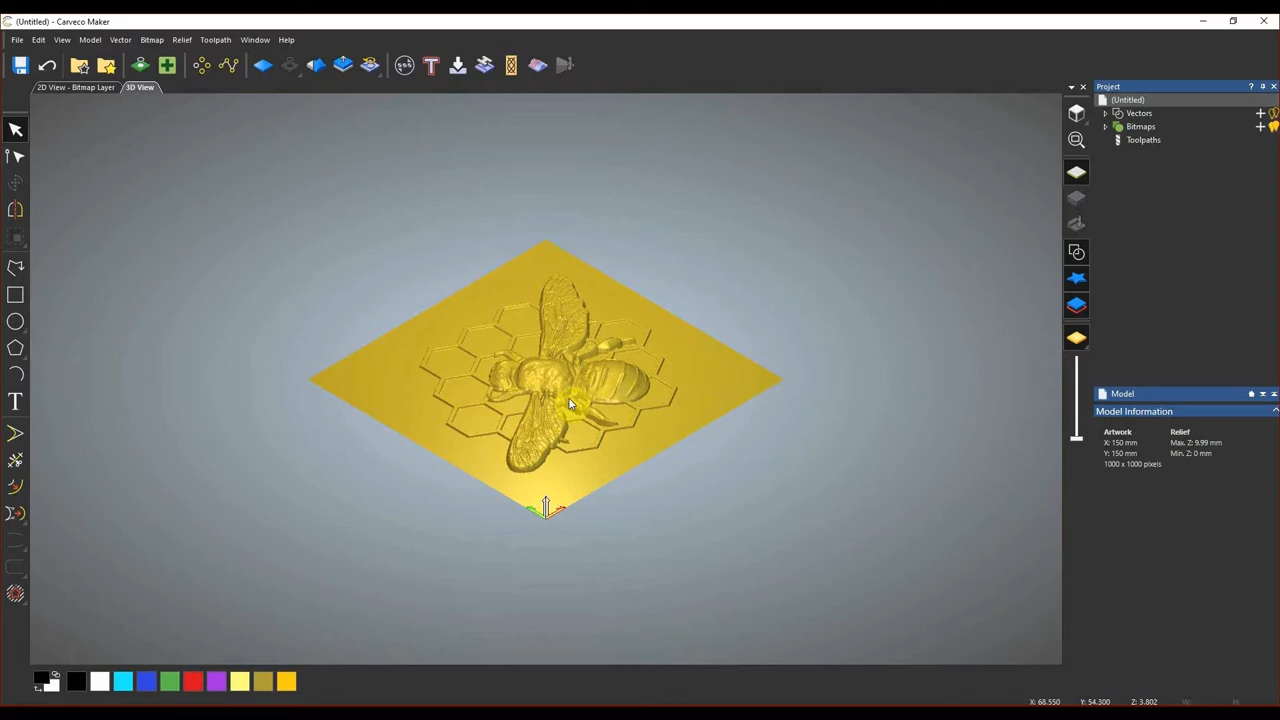 (Untitled) - Carveco Maker
File Edit View Model Vector Bitmap Relief Toolpath Window Help
2D View - Bitmap Layer 3D View
Project
(Untitled)
Vectors
Bitmaps
Toolpaths
Model
Model Information
Artwork Relief
X: 150 mm Max. Z: 9.99 mm
Y: 150 mm Min. Z: 0 mm
1000 x 1000 pixels
X: 68.550 Y: 54.300 Z: 3.802 W: H: